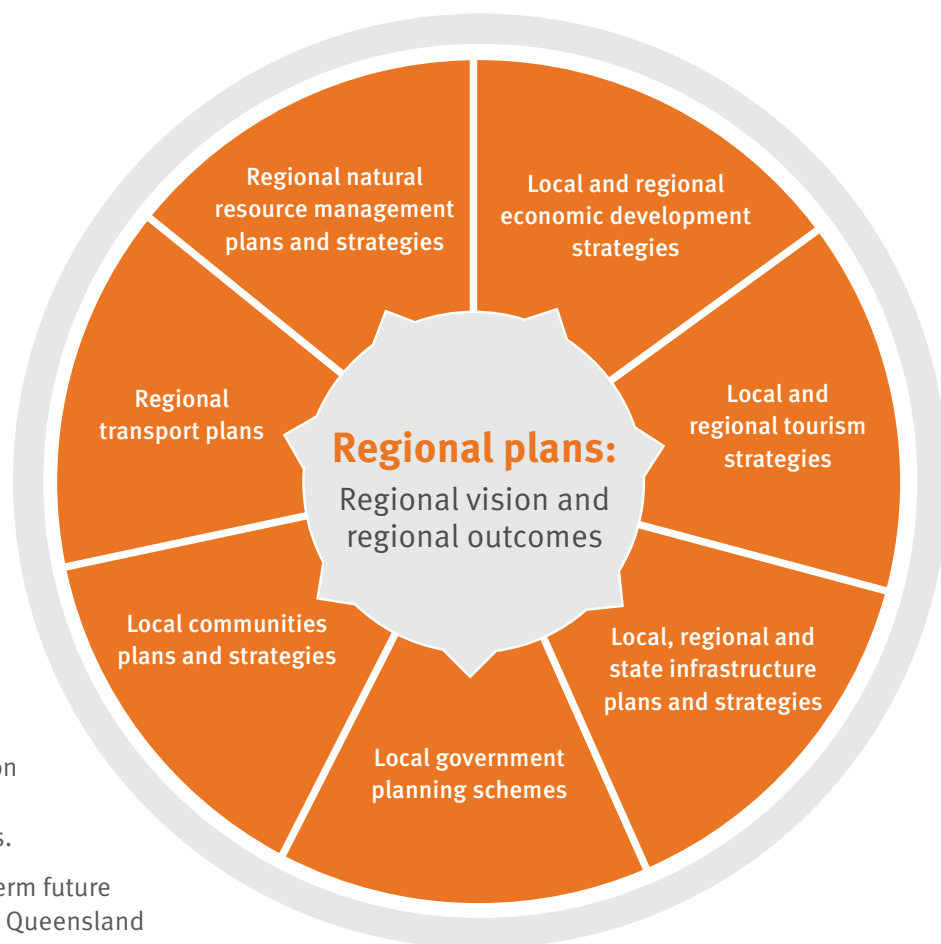 Regional natural
resource management
plans and strategies
Local and regional
economic development
strategies
Local and
regional tourism
strategies
Local, regional and
state infrastructure
plans and strategies
Local government
planning schemes
Local communities
plans and strategies
Regional
transport plans
Regional plans:
Regional vision and
regional outcomes
term future
Queensland